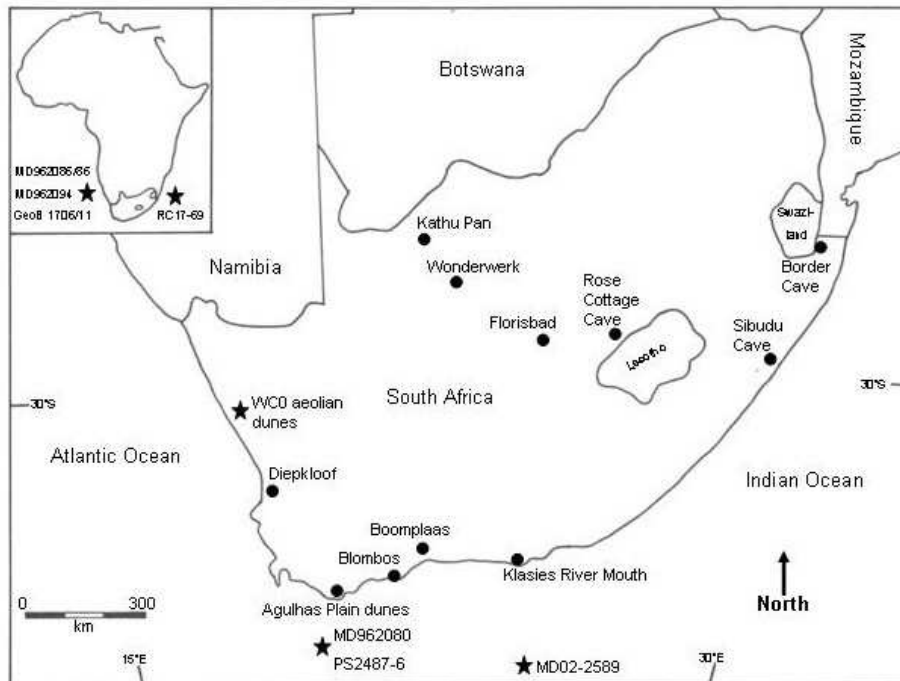 MD962086/86
MD962094
GeoB 1706/11
RC17-69
Botswana
Mozambique
Swazi-
land
Kathu Pan
Namibia
Wonderwerk
Border
Cave
Rose
Cottage
Cave
Florisbad
Sibudu
Cave
South Africa
30°S
30°S
WC0 aeolian
dunes
Atlantic Ocean
Indian Ocean
Diepkloof
Boomplaas
Blombos
Klasies River Mouth
Agulhas Plain dunes
0 300
km
North
MD962080
PS2487-6
MD02-2589
15°E
30°E